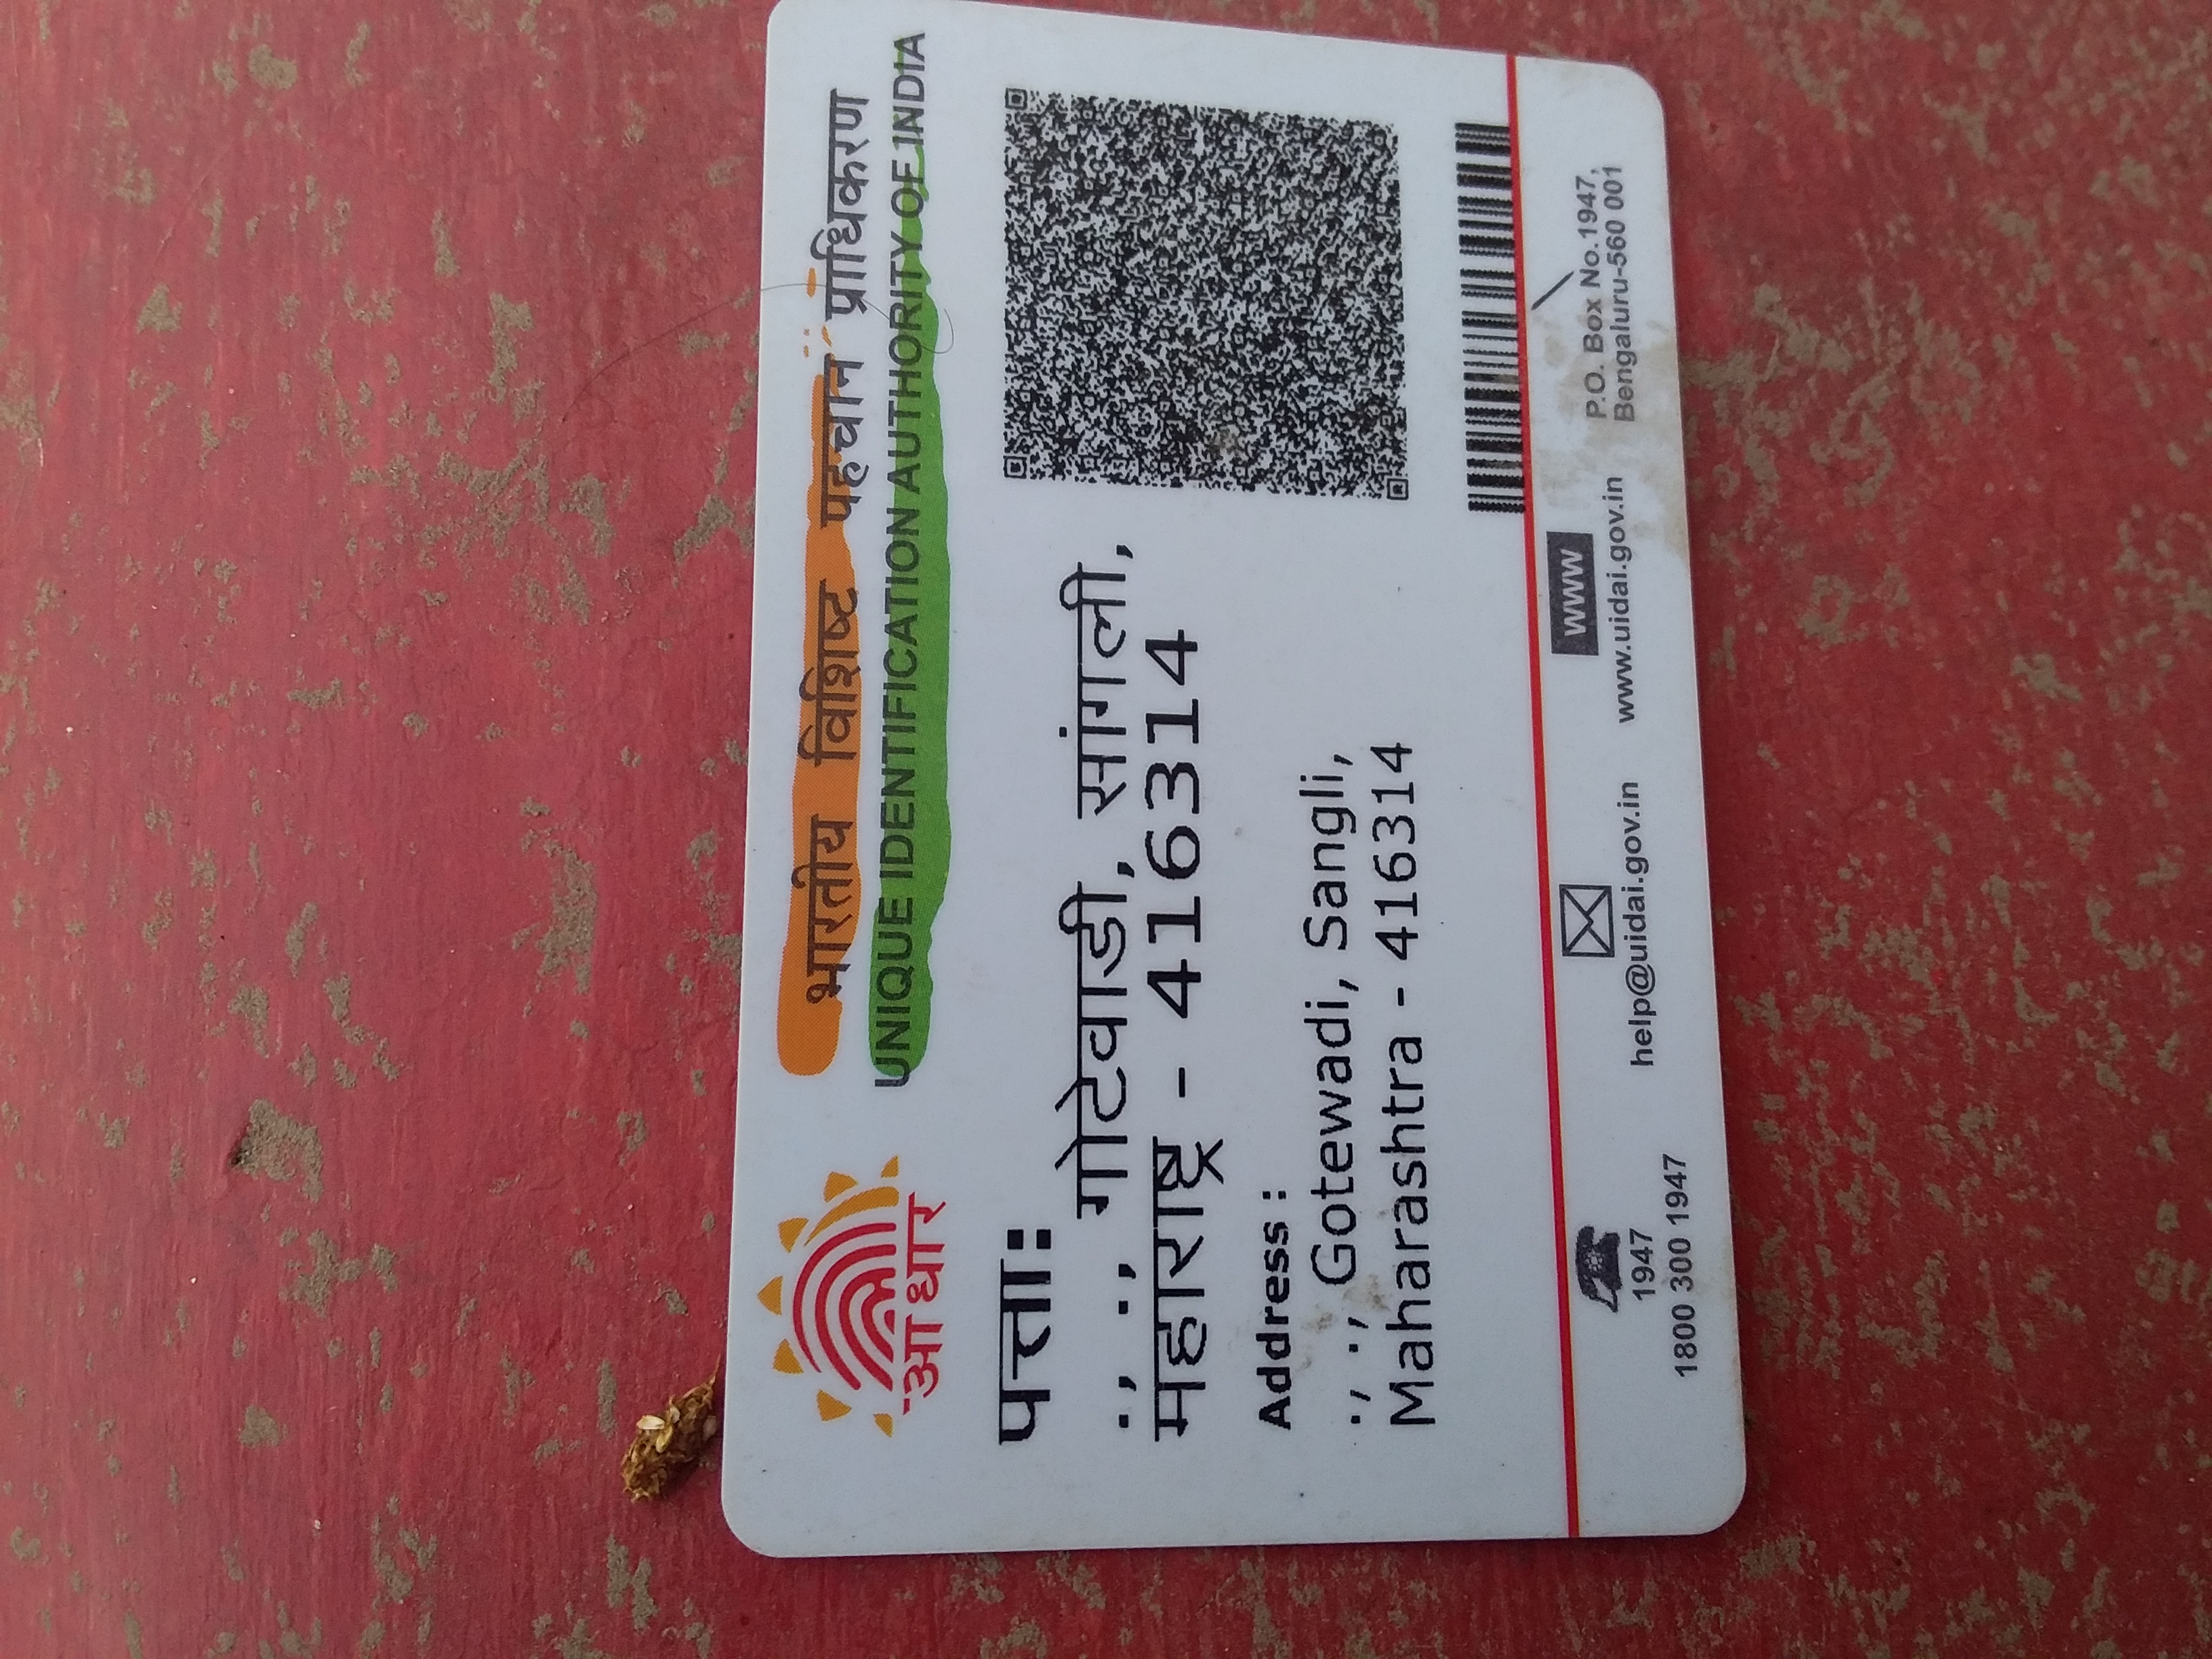 भारतीय विशिष्ट पहचान प्राधिकरण
UNIQUE IDENTIFICATION AUTHORITY OF INDIA
आधार
पत्ता:
., ., गोटेवाडी, सांगली,
महाराष्ट्र - 416314
Address :
., ., Gotewadi, Sangli,
Maharashtra - 416314
1947
1800 300 1947
help@uidai.gov.in
www
www.uidai.gov.in
P.O. Box No.1947,
Bengaluru-560 001